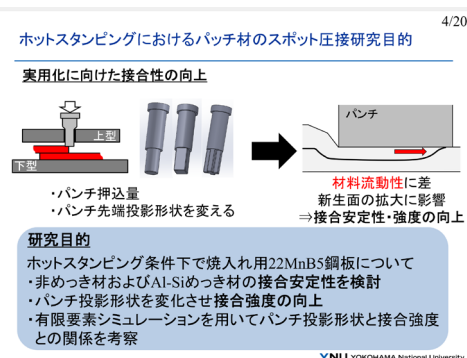 4/20
ホットスタンピングにおけるパッチ材のスポット圧接研究目的
実用化に向けた接合性の向上
上型
下型
・パンチ押込量
・パンチ先端投影形状を変える
パンチ
材料流動性に差
新生面の拡大に影響
⇒接合安定性・強度の向上
研究目的
ホットスタンピング条件下で焼入れ用22MnB5鋼板について
・非めっき材およびAl-Siめっき材の接合安定性を検討
・パンチ投影形状を変化させ接合強度の向上
・有限要素シミュレーションを用いてパンチ投影形状と接合強度
との関係を考察
YNU YOKOHAMA National University